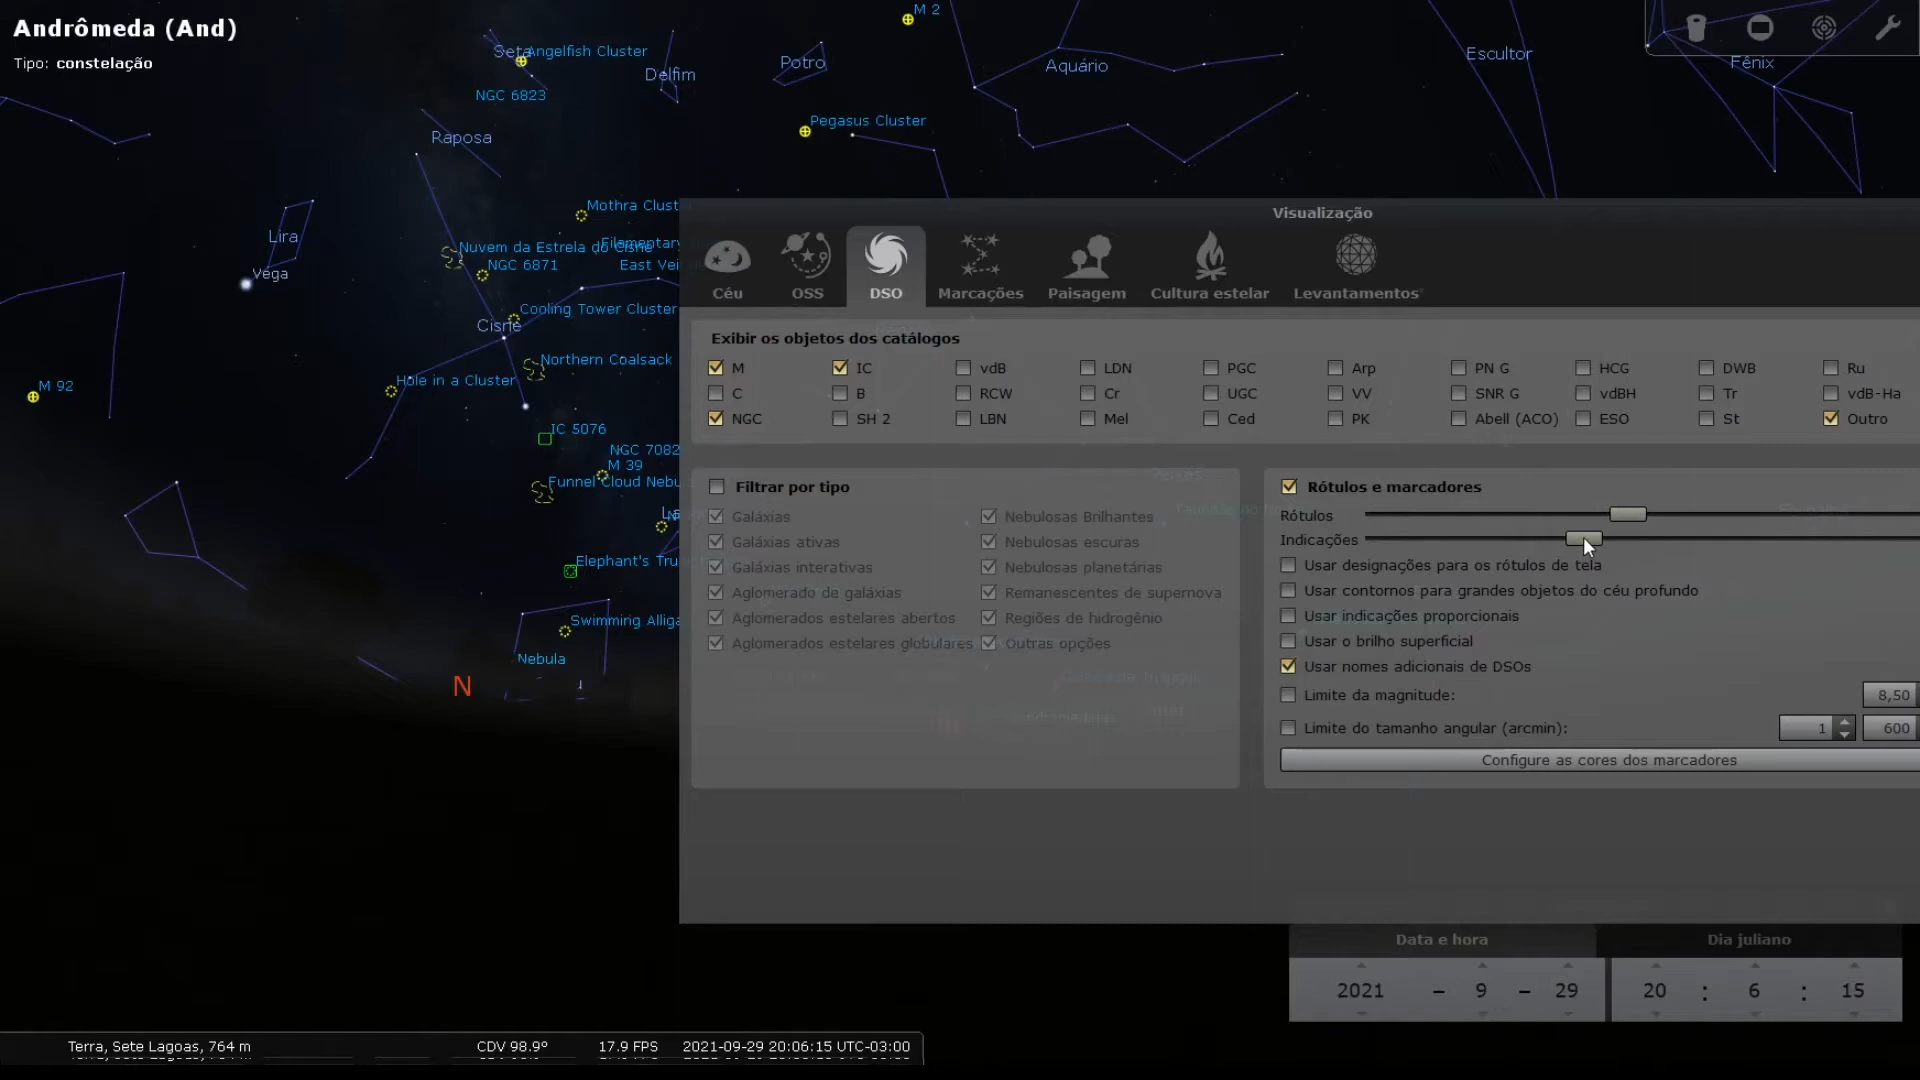 Andrômeda (And)
Tipo: constelação
M 2
Seta
Angelfish Cluster
Delfim
Potro
Aquário
Escultor
Fênix
NGC 6823
Raposa
Pegasus Cluster
Mothra Clust
Lira
Nuvem da Estrela do Cisne
Filamentary
NGC 6871
East Vei
Vega
Cooling Tower Cluster
Cisne
Northern Coalsack
Hole in a Cluster
M 92
IC 5076
NGC 7082
M 39
Funnel Cloud Nebu
Elephant's Tru
Swimming Alliga
Nebula
N
Visualização
Céu
OSS
DSO
Marcações
Paisagem
Cultura estelar
Levantamentos
Exibir os objetos dos catálogos
M IC vdB LDN PGC Arp PN G HCG DWB Ru
C B RCW Cr UGC VV SNR G vdBH Tr vdB-Ha
NGC SH 2 LBN Mel Ced PK Abell (ACO) ESO St Outro
Filtrar por tipo
Galáxias
Galáxias ativas
Galáxias interativas
Aglomerado de galáxias
Aglomerados estelares abertos
Aglomerados estelares globulares
Nebulosas Brilhantes
Nebulosas escuras
Nebulosas planetárias
Remanescentes de supernova
Regiões de hidrogênio
Outras opções
Rótulos e marcadores
Rótulos
Indicações
Usar designações para os rótulos de tela
Usar contornos para grandes objetos do céu profundo
Usar indicações proporcionais
Usar o brilho superficial
Usar nomes adicionais de DSOs
Limite da magnitude: 8,50
Limite do tamanho angular (arcmin): 1 600
Configure as cores dos marcadores
Data e hora
Dia juliano
2021 – 9 – 29
20 : 6 : 15
Terra, Sete Lagoas, 764 m
CDV 98.9°
17.9 FPS
2021-09-29 20:06:15 UTC-03:00